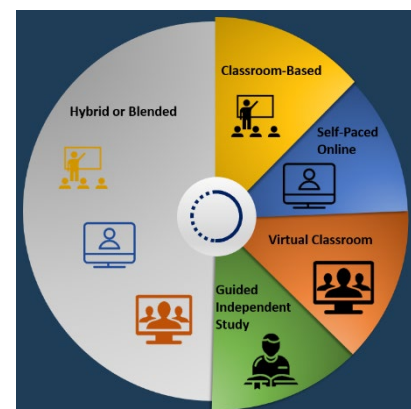 Classroom-Based
Hybrid or Blended
Self-Paced
Online
Virtual Classroom
Guided
Independent
Study